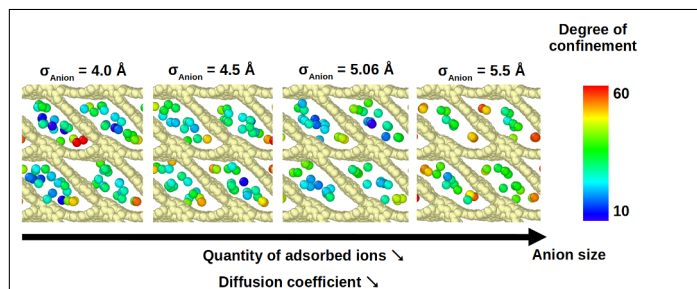 Degree of
confinement
σAnion = 4.0 Å
σAnion = 4.5 Å
σAnion = 5.06 Å
σAnion = 5.5 Å
60
10
Quantity of adsorbed ions ↘
Anion size
Diffusion coefficient ↘